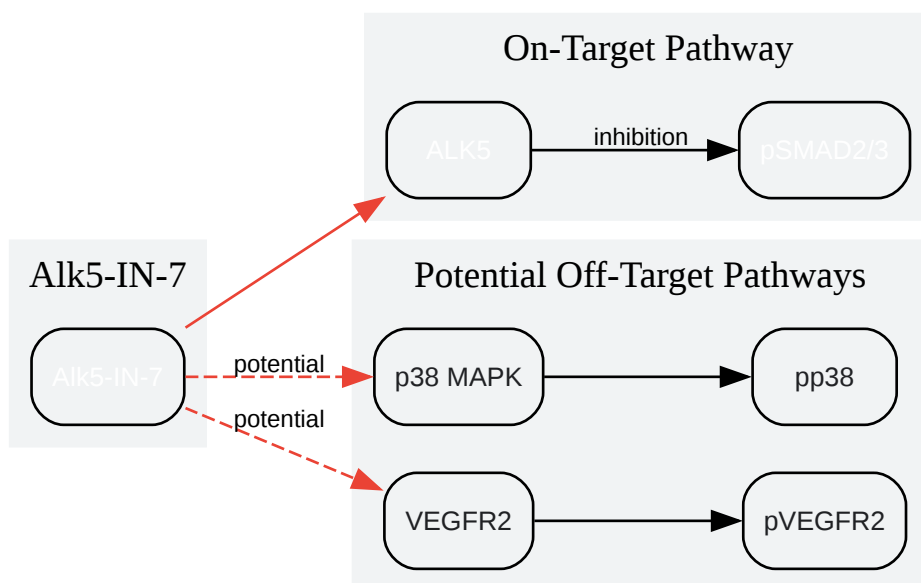 On-Target Pathway
ALK5
inhibition
pSMAD2/3
Alk5-IN-7
Alk5-IN-7
Potential Off-Target Pathways
potential
p38 MAPK
pp38
potential
VEGFR2
pVEGFR2